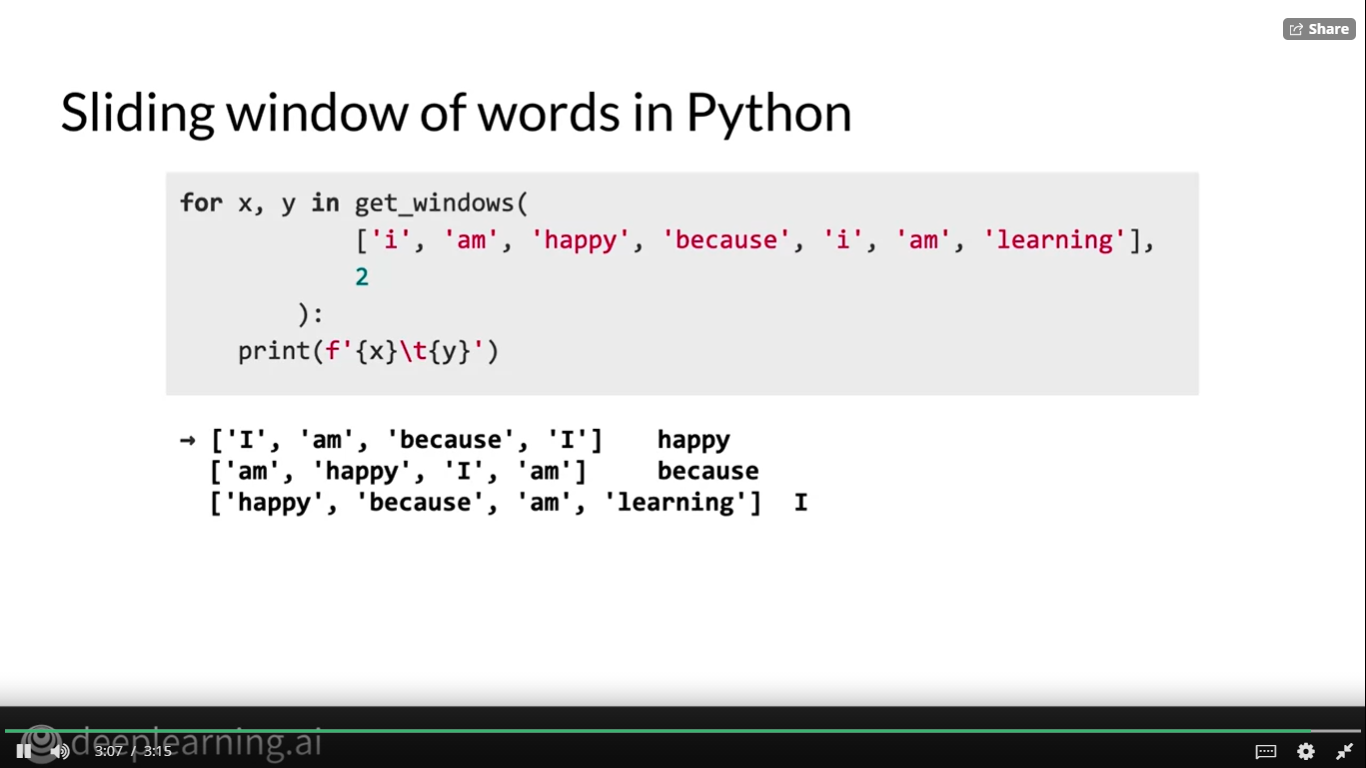 Share
Sliding window of words in Python
for x, y in get_windows(
['i', 'am', 'happy', 'because', 'i', 'am', 'learning'],
2
):
print(f'{x}\t{y}')
→ ['I', 'am', 'because', 'I'] happy
['am', 'happy', 'I', 'am'] because
['happy', 'because', 'am', 'learning'] I
deeplearning.ai
3:07 / 3:15